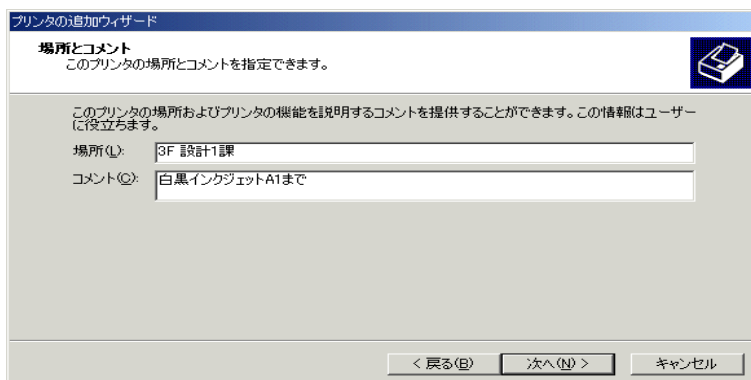 プリンタの追加ウィザード
場所とコメント
このプリンタの場所とコメントを指定できます。
このプリンタの場所およびプリンタの機能を説明するコメントを提供することができます。この情報はユーザー
に役立ちます。
場所(L): 3F 設計1課
コメント(C): 白黒インクジェットA1まで
< 戻る(B) 次へ(N) > キャンセル